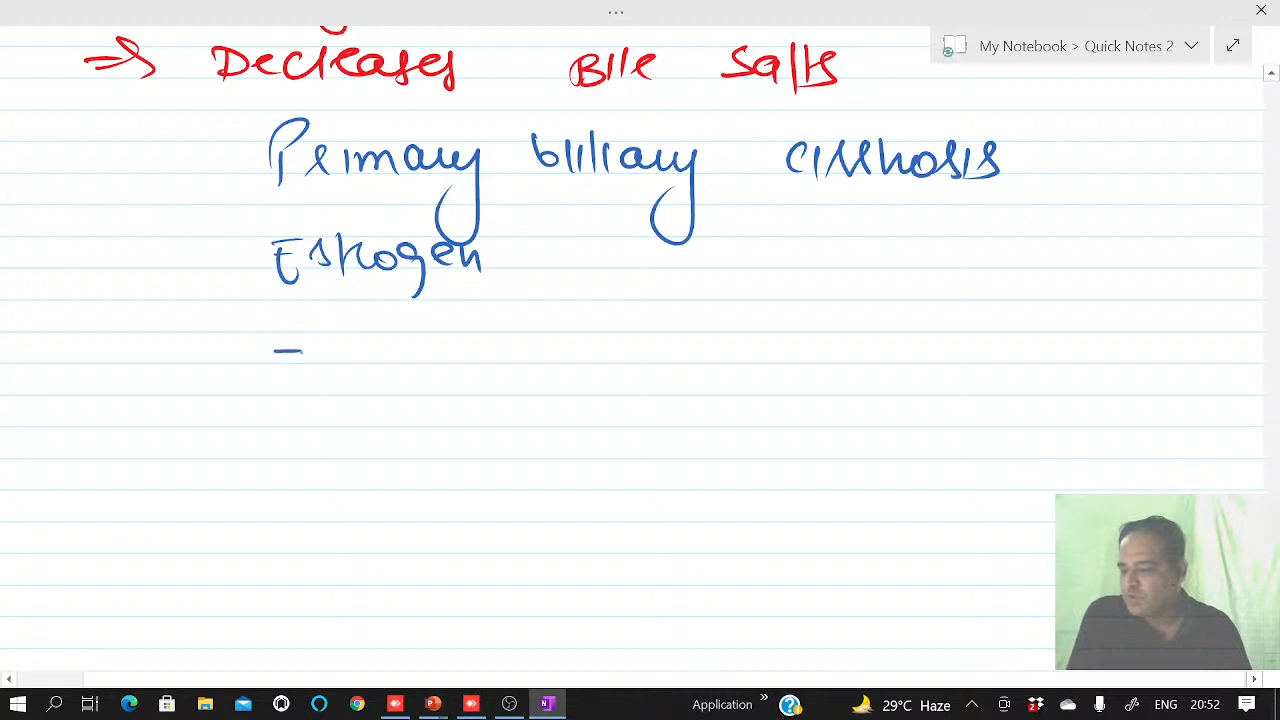 ...
My Notebook > Quick Notes 2
⇒ Decreases Bile salts
Primary biliary cirrhosis
Estrogen
Application
»
29°C Haze
ENG
20:52